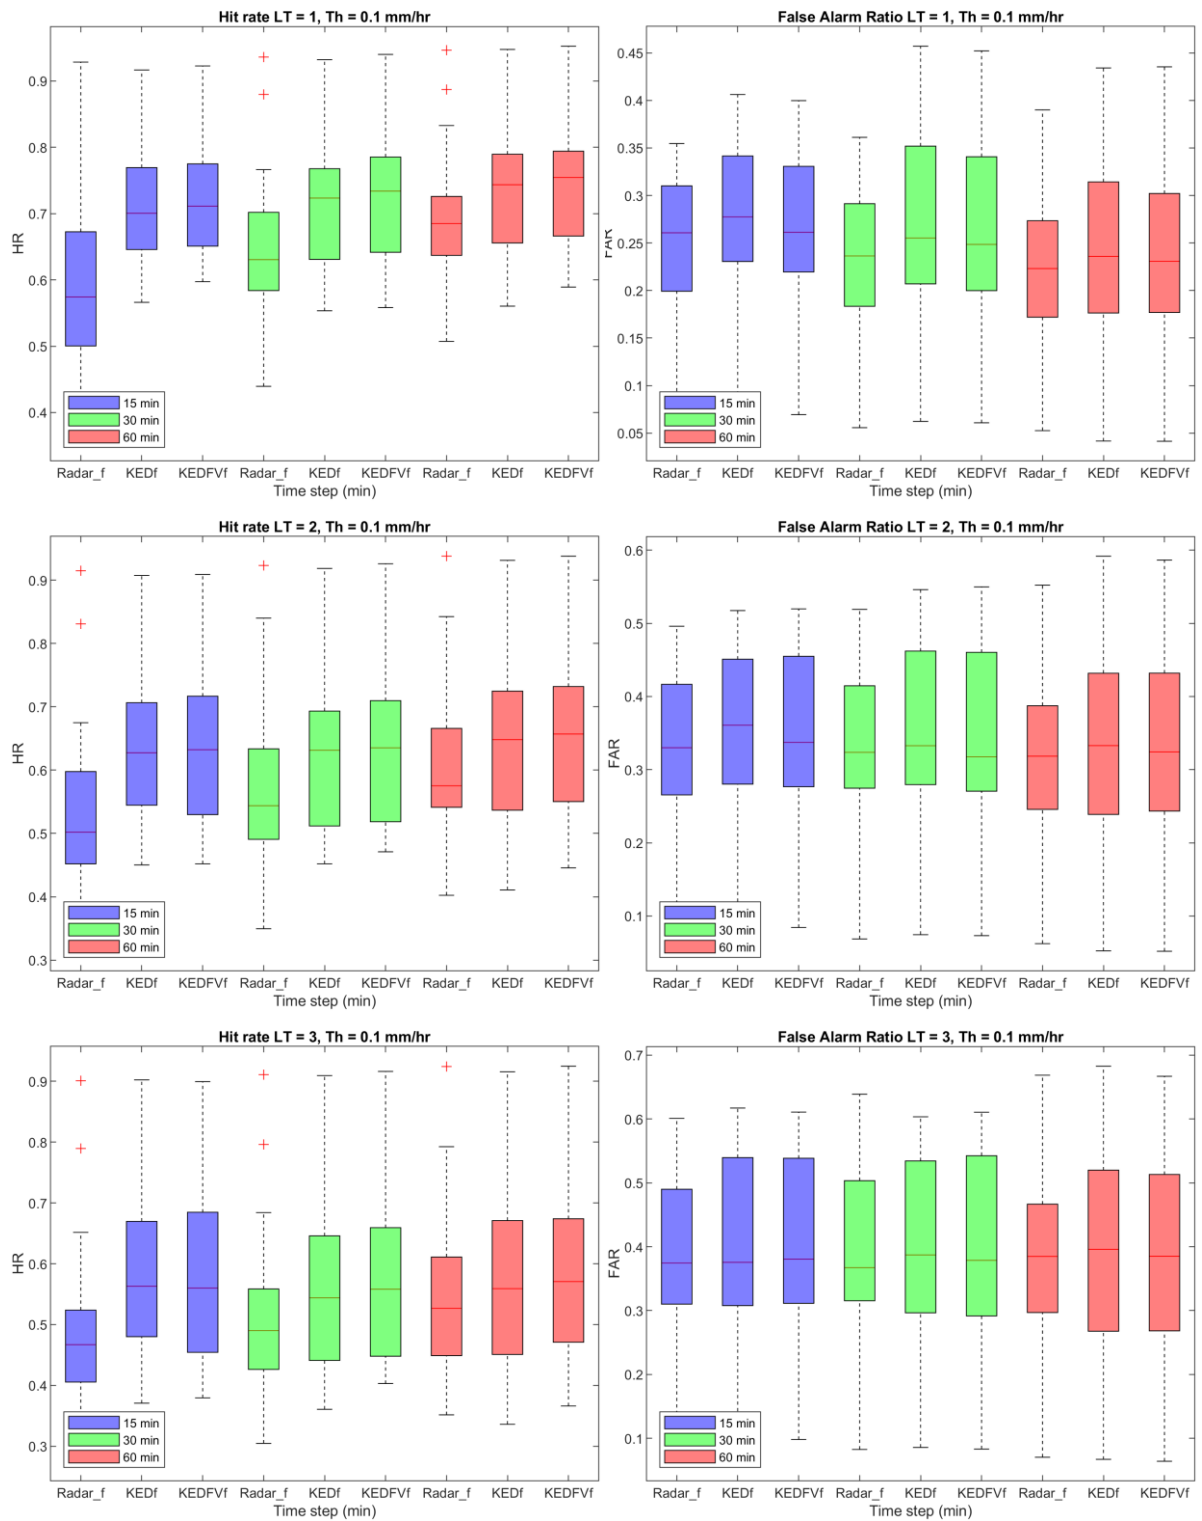 Hit rate LT = 1, Th = 0.1 mm/hr
HR
0.9
0.8
0.7
0.6
0.5
0.4
15 min
30 min
60 min
Radar_f KEDf KEDFVf Radar_f KEDf KEDFVf Radar_f KEDf KEDFVf
Time step (min)
False Alarm Ratio LT = 1, Th = 0.1 mm/hr
FAR
0.45
0.4
0.35
0.3
0.25
0.2
0.15
0.1
0.05
15 min
30 min
60 min
Radar_f KEDf KEDFVf Radar_f KEDf KEDFVf Radar_f KEDf KEDFVf
Time step (min)
Hit rate LT = 2, Th = 0.1 mm/hr
HR
0.9
0.8
0.7
0.6
0.5
0.4
0.3
15 min
30 min
60 min
Radar_f KEDf KEDFVf Radar_f KEDf KEDFVf Radar_f KEDf KEDFVf
Time step (min)
False Alarm Ratio LT = 2, Th = 0.1 mm/hr
FAR
0.6
0.5
0.4
0.3
0.2
0.1
15 min
30 min
60 min
Radar_f KEDf KEDFVf Radar_f KEDf KEDFVf Radar_f KEDf KEDFVf
Time step (min)
Hit rate LT = 3, Th = 0.1 mm/hr
HR
0.9
0.8
0.7
0.6
0.5
0.4
0.3
15 min
30 min
60 min
Radar_f KEDf KEDFVf Radar_f KEDf KEDFVf Radar_f KEDf KEDFVf
Time step (min)
False Alarm Ratio LT = 3, Th = 0.1 mm/hr
FAR
0.7
0.6
0.5
0.4
0.3
0.2
0.1
15 min
30 min
60 min
Radar_f KEDf KEDFVf Radar_f KEDf KEDFVf Radar_f KEDf KEDFVf
Time step (min)